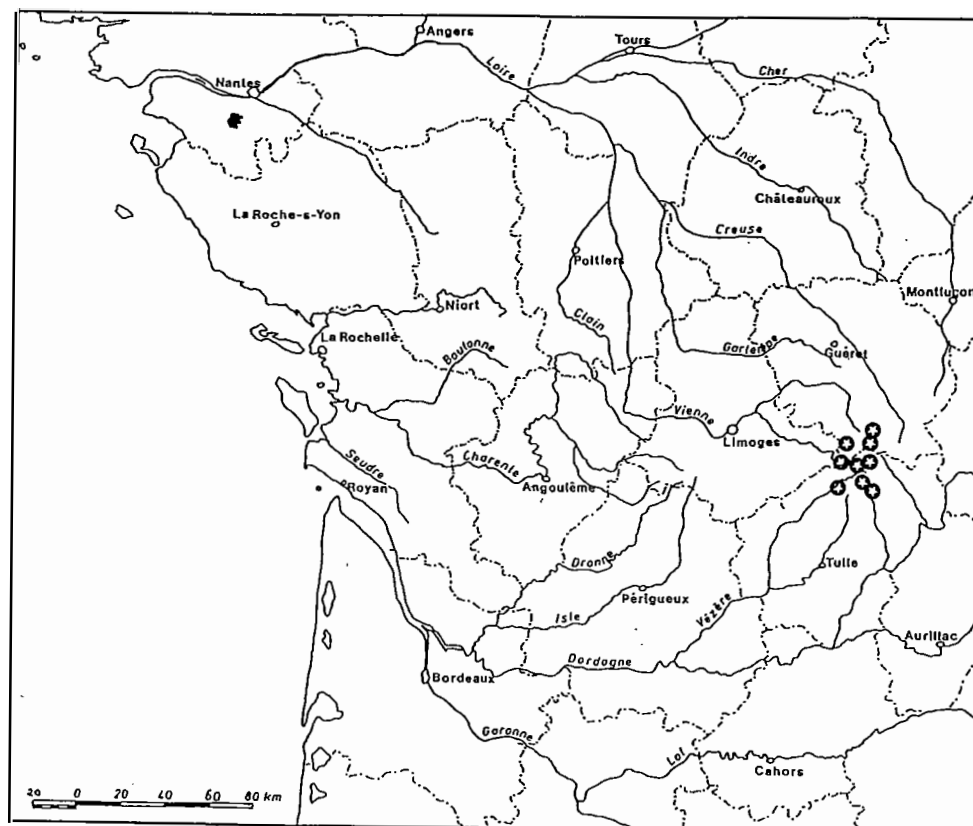 Angers
Tours
Loire
Cher
Nantes
Indre
Châteauroux
La Roche-s-Yon
Creuse
Poitiers
Montluçon
Niort
Clain
La Rochelle
Boutonne
Gartempe
Guéret
Vienne
Limoges
Charente
Seudre
Royan
Angoulême
Dronne
Tulle
Isle
Périgueux
Vézère
Aurillac
Dordogne
Bordeaux
Garonne
Lot
Cahors
20 0 20 40 60 80 km